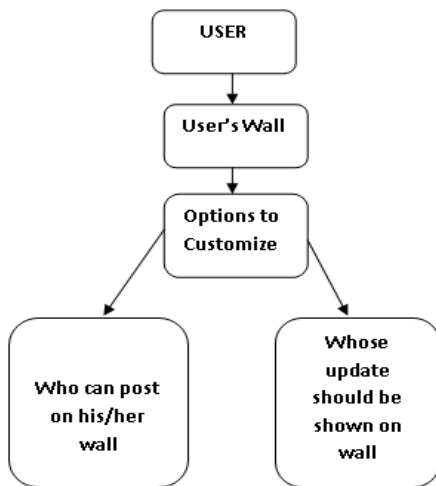 USER
User's Wall
Options to
Customize
Who can post
on his/her
wall
Whose
update
should be
shown on
wall